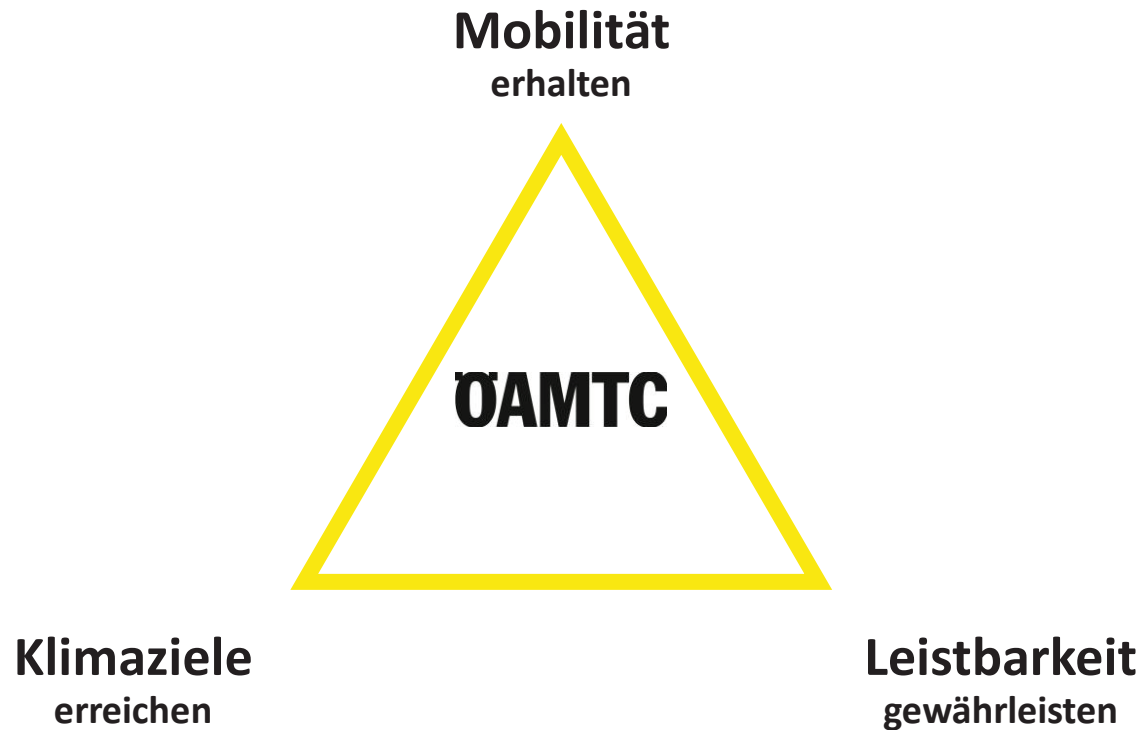 Mobilität
erhalten
ÖAMTC
Klimaziele
erreichen
Leistbarkeit
gewährleisten